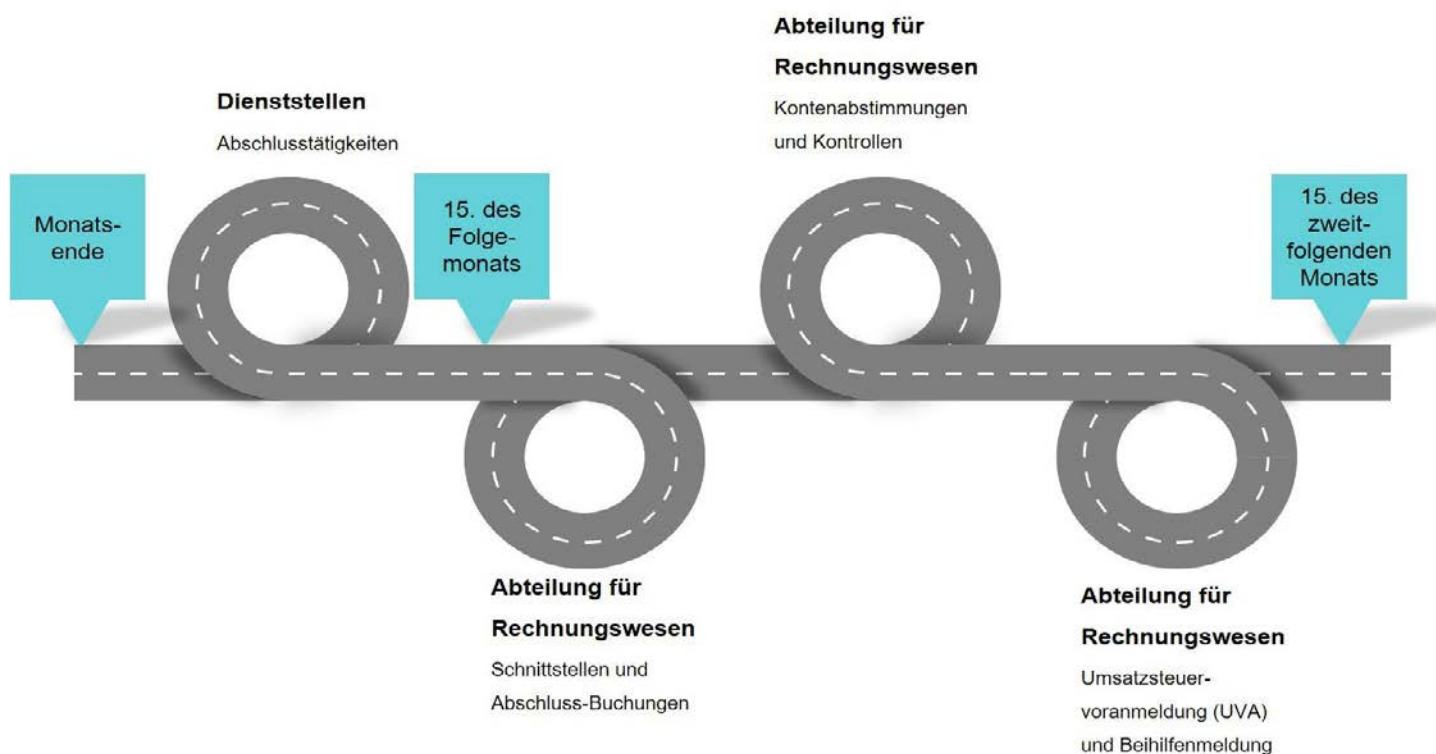 Abteilung für
Rechnungswesen
Kontenabstimmungen
und Kontrollen
Dienststellen
Abschlusstätigkeiten
Monats-
ende
15. des
Folge-
monats
15. des
zweit-
folgenden
Monats
Abteilung für
Rechnungswesen
Schnittstellen und
Abschluss-Buchungen
Abteilung für
Rechnungswesen
Umsatzsteuer-
voranmeldung (UVA)
und Beihilfenmeldung